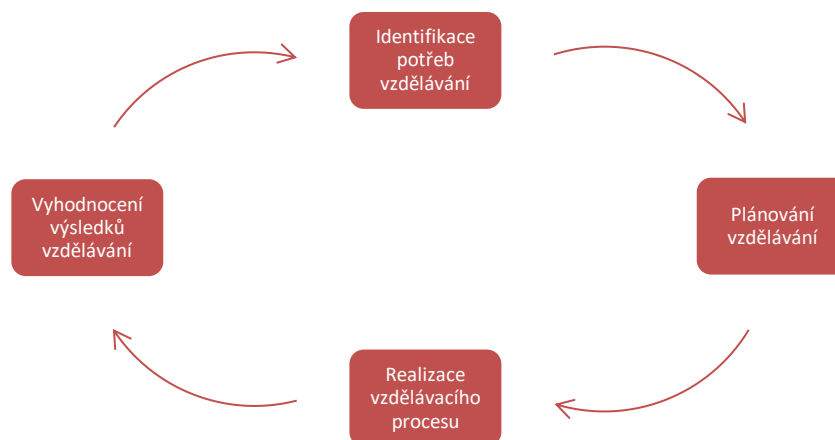 Identifikace
potřeb
vzdělávání
Plánování
vzdělávání
Realizace
vzdělávacího
procesu
Vyhodnocení
výsledků
vzdělávání